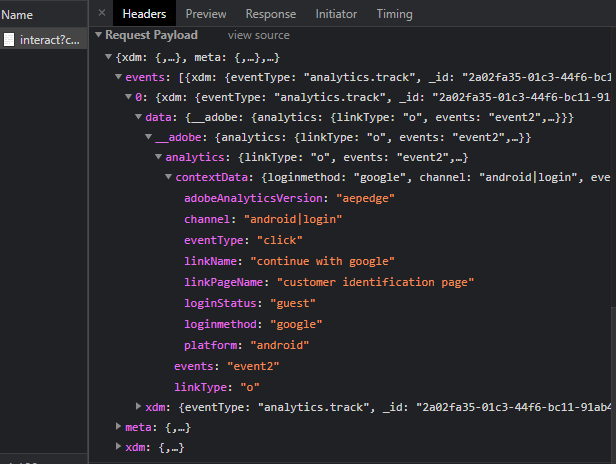 Name
× Headers Preview Response Initiator Timing
interact?c...
▼ Request Payload view source
▼ {xdm: {,…}, meta: {,…},…}
▼ events: [{xdm: {eventType: "analytics.track", _id: "2a02fa35-01c3-44f6-bc1
▼ 0: {xdm: {eventType: "analytics.track", _id: "2a02fa35-01c3-44f6-bc11-91
▼ data: {__adobe: {analytics: {linkType: "o", events: "event2",…}}}
▼ __adobe: {analytics: {linkType: "o", events: "event2",…}}
▼ analytics: {linkType: "o", events: "event2",…}
▼ contextData: {loginmethod: "google", channel: "android|login", eve
adobeAnalyticsVersion: "aepedge"
channel: "android|login"
eventType: "click"
linkName: "continue with google"
linkPageName: "customer identification page"
loginStatus: "guest"
loginmethod: "google"
platform: "android"
events: "event2"
linkType: "o"
▶ xdm: {eventType: "analytics.track", _id: "2a02fa35-01c3-44f6-bc11-91ab4
▶ meta: {,…}
▶ xdm: {,…}